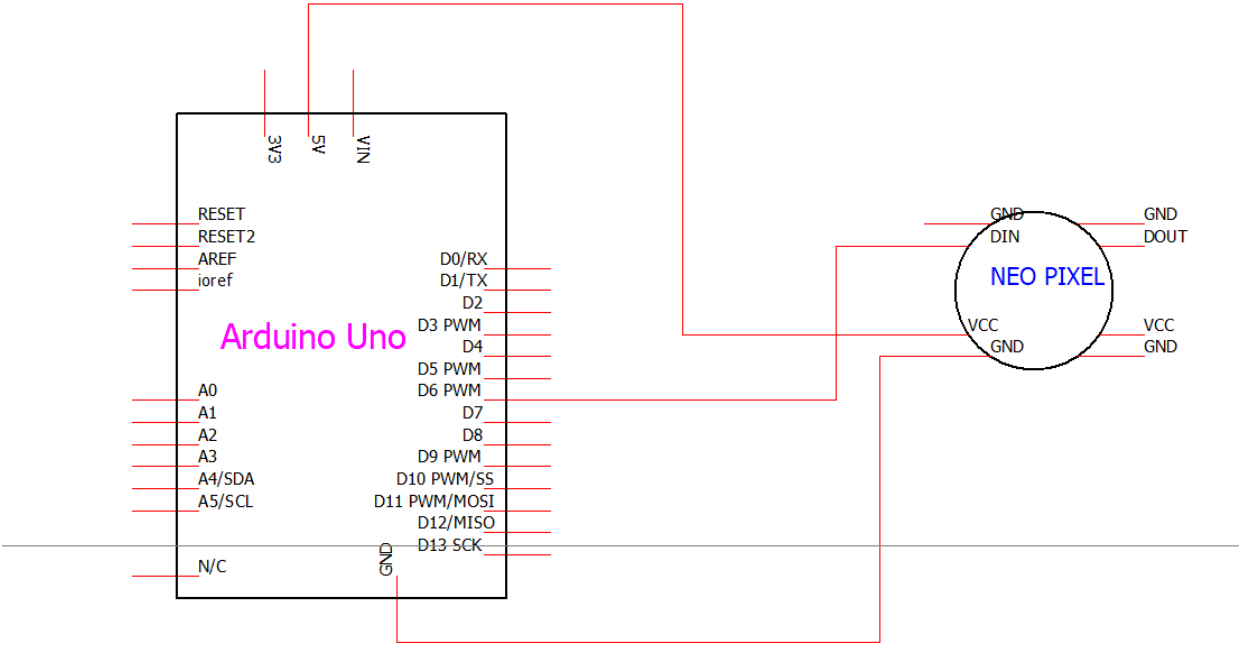 3V3
5V
VIN
RESET
RESET2
AREF
ioref
D0/RX
D1/TX
D2
D3 PWM
D4
D5 PWM
D6 PWM
D7
D8
D9 PWM
D10 PWM/SS
D11 PWM/MOSI
D12/MISO
D13 SCK
Arduino Uno
A0
A1
A2
A3
A4/SDA
A5/SCL
N/C
GND
GND
DIN
NEO PIXEL
VCC
GND
GND
DOUT
VCC
GND